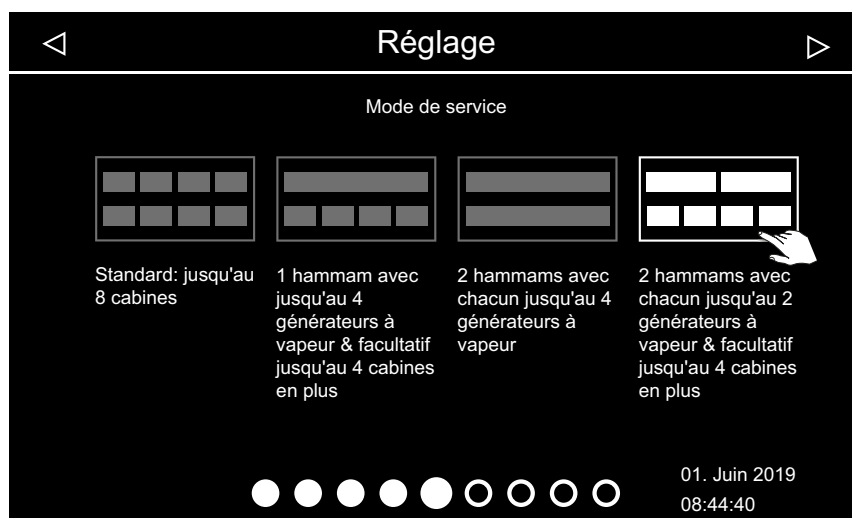 Réglage
Mode de service
Standard: jusqu'au
8 cabines
1 hammam avec
jusqu'au 4
générateurs à
vapeur & facultatif
jusqu'au 4 cabines
en plus
2 hammams avec
chacun jusqu'au 4
générateurs à
vapeur
2 hammams avec
chacun jusqu'au 2
générateurs à
vapeur & facultatif
jusqu'au 4 cabines
en plus
01. Juin 2019
08:44:40